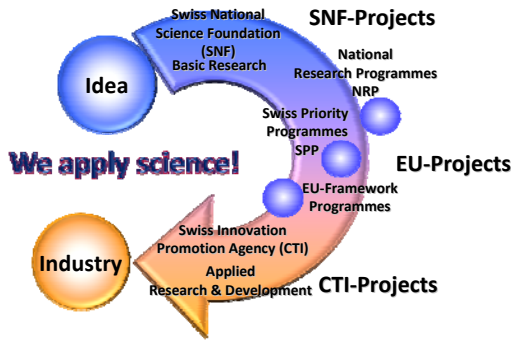 Swiss National
Science Foundation
(SNF)
Basic Research
SNF-Projects
Idea
National
Research Programmes
NRP
Swiss Priority
Programmes
SPP
We apply science!
EU-Projects
EU-Framework
Programmes
Industry
Swiss Innovation
Promotion Agency (CTI)
Applied
Research & Development
CTI-Projects